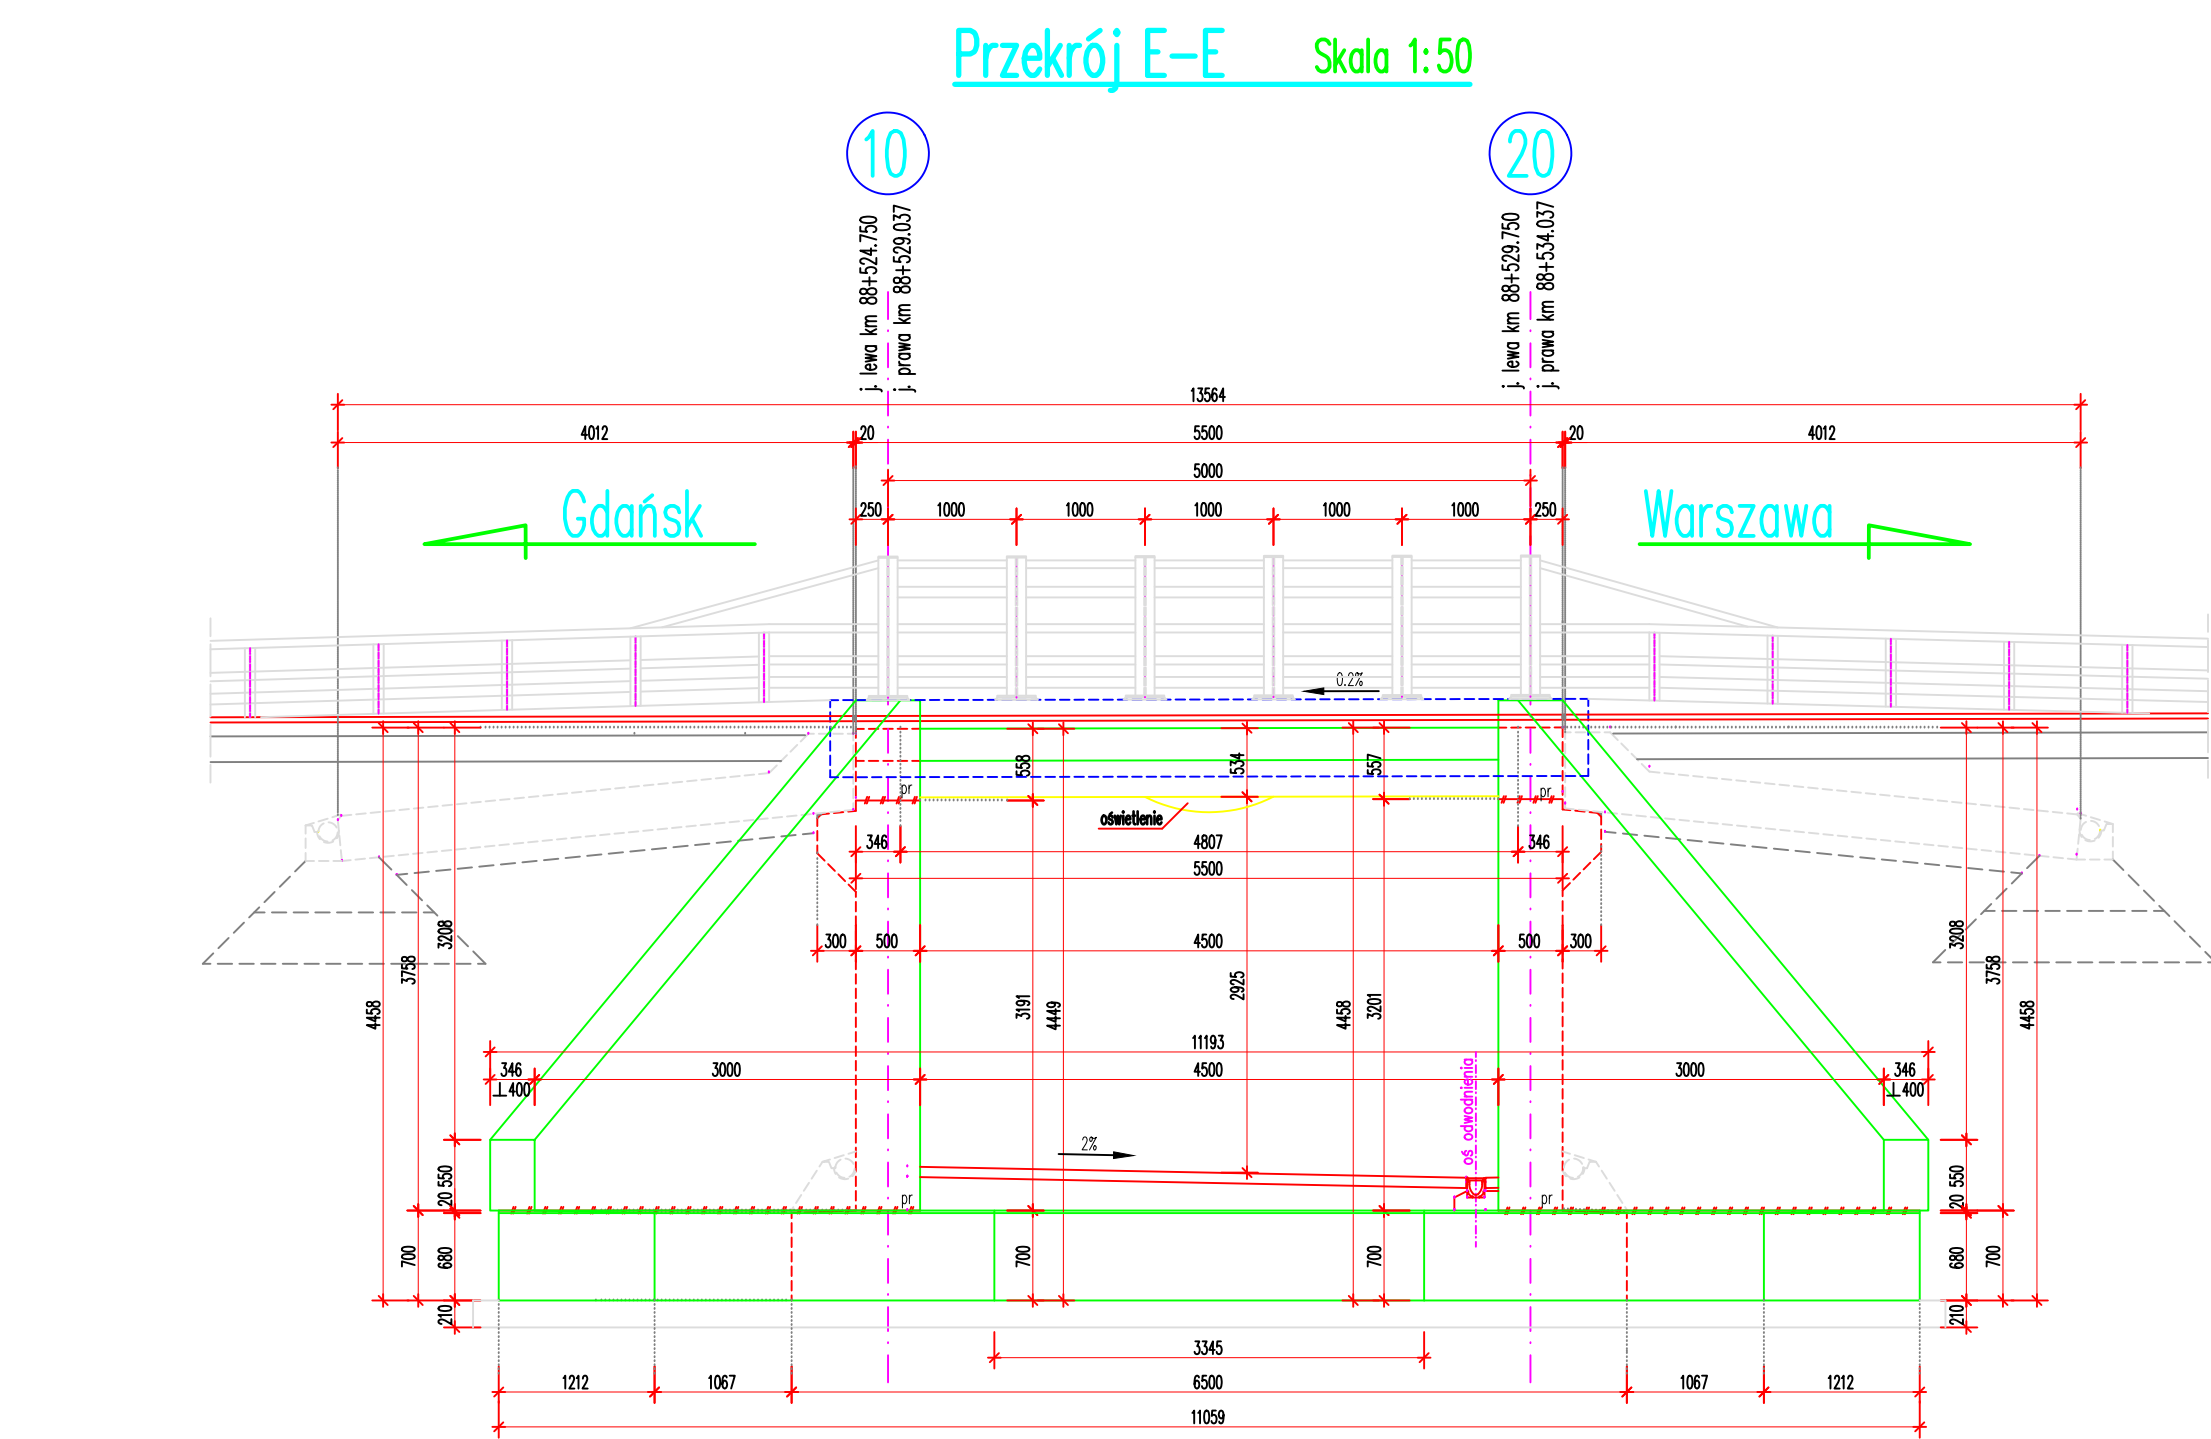 Przekrój E-E Skala 1:50
10 20
j. lewa km 88+524.750
j. prawa km 88+529.037
j. lewa km 88+529.750
j. prawa km 88+534.037
13564
4012 20 5500 20 4012
5000
250 1000 1000 1000 1000 1000 250
Gdańsk Warszawa
0.2%
558 534 557
pr pr
oświetlenie
346 4807 346
5500
300 500 4500 500 300
4458 3758 3208
3191 4449 2925 4458 3201
3208 3758 4458
11193
346 3000 4500 3000 346
⊥400 ⊥400
oś odwodnienia
2%
pr pr
20 550 20 550
700 680 700 700 680 700
210 210
3345
1212 1067 6500 1067 1212
11059